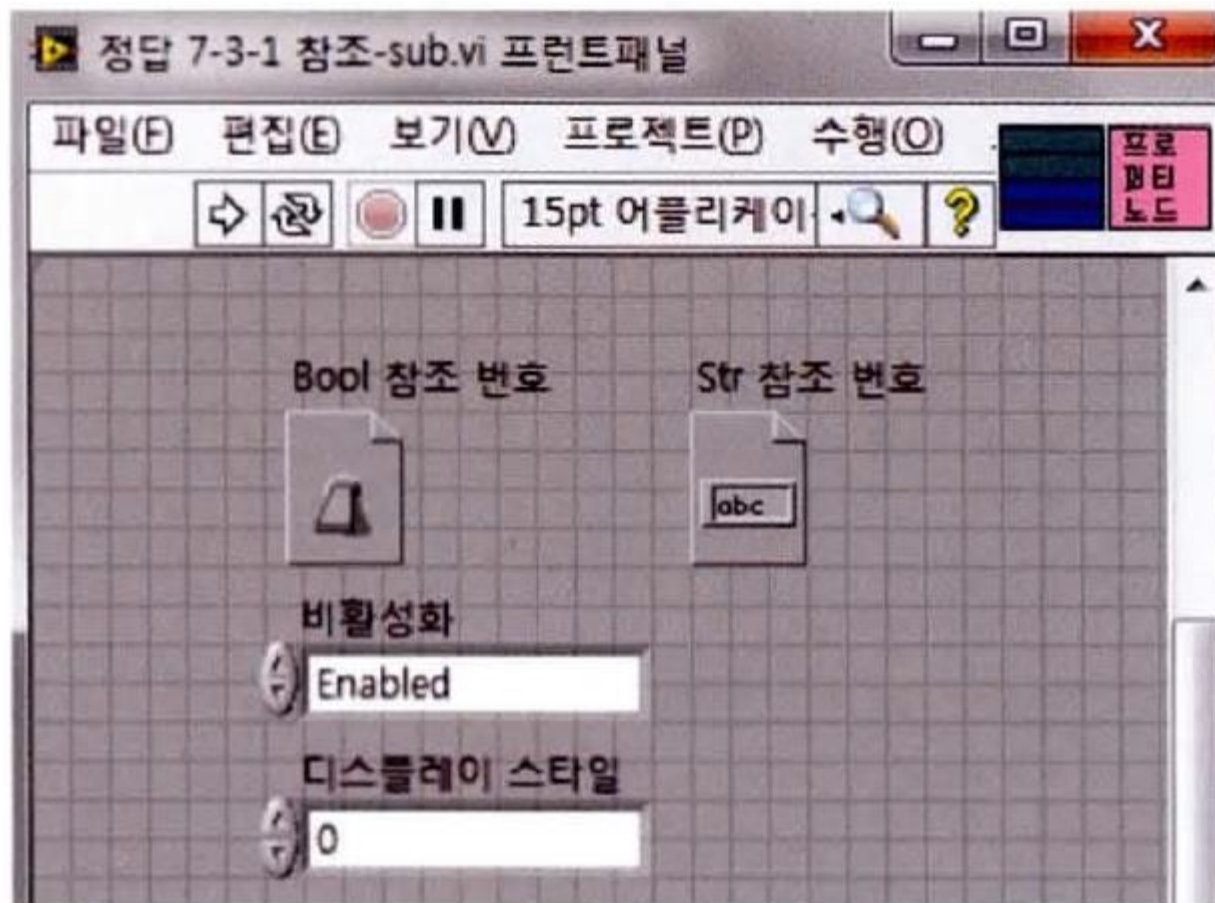 정답 7-3-1 참조-sub.vi 프런트패널
파일(F) 편집(E) 보기(V) 프로젝트(P) 수행(O)
프로
퍼티
노드
15pt 어플리케이
?
Bool 참조 번호
Str 참조 번호
abc
비활성화
Enabled
디스플레이 스타일
0